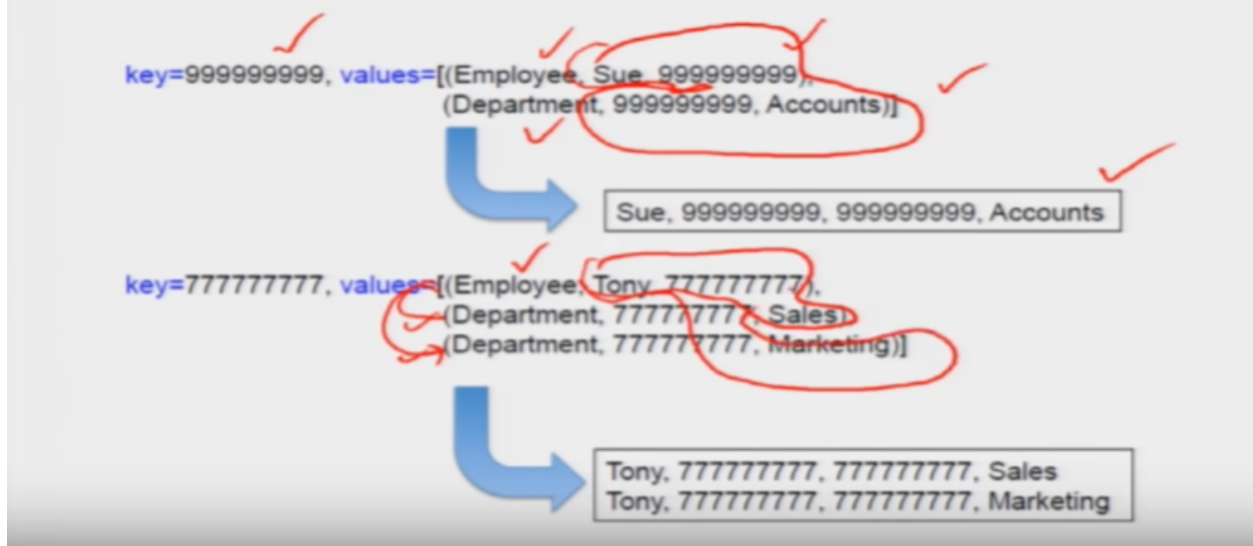 key=999999999, values=[(Employee, Sue, 999999999),
(Department, 999999999, Accounts)]
Sue, 999999999, 999999999, Accounts
key=777777777, values=[(Employee, Tony, 777777777),
(Department, 777777777, Sales),
(Department, 777777777, Marketing)]
Tony, 777777777, 777777777, Sales
Tony, 777777777, 777777777, Marketing